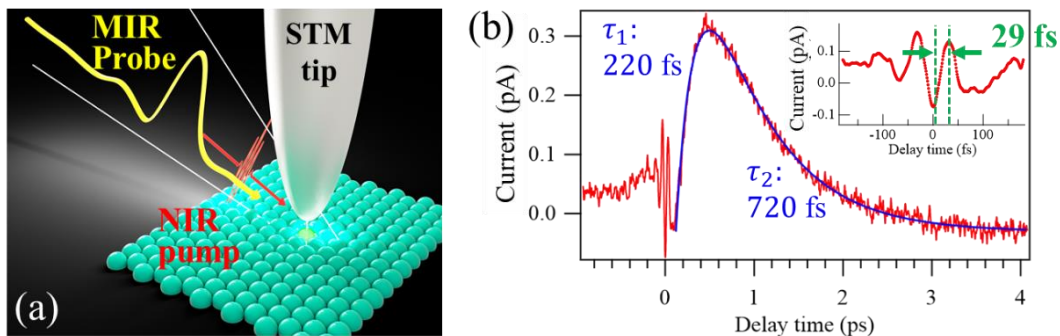 MIR
Probe
STM
tip
NIR
pump
(a)
(b)
τ₁:
220 fs
τ₂:
720 fs
29 fs
Current (pA)
0.3
0.2
0.1
0.0
0
1
2
3
4
Delay time (ps)
Current (pA)
0.1
0.0
-0.1
-100
0
100
Delay time (fs)